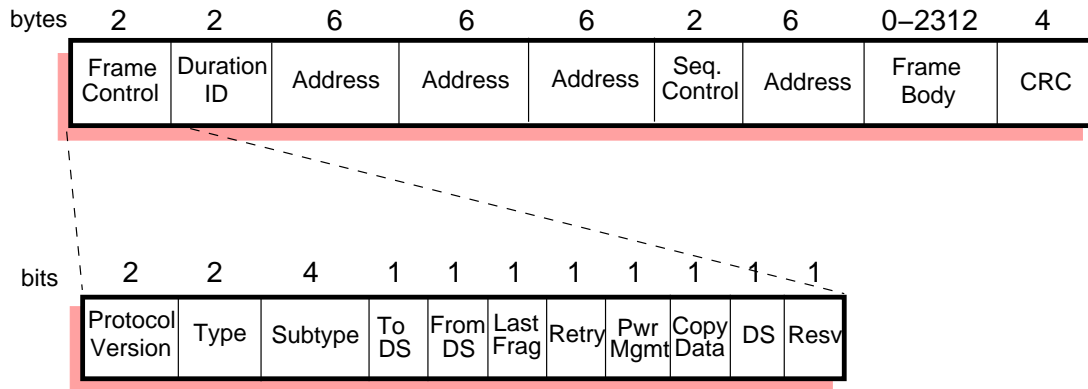 bytes 2 2 6 6 6 2 6 0–2312 4
Frame Control Duration ID Address Address Address Seq. Control Address Frame Body CRC
bits 2 2 4 1 1 1 1 1 1 1 1
Protocol Version Type Subtype To DS From DS Last Frag Retry Pwr Mgmt Copy Data DS Resv